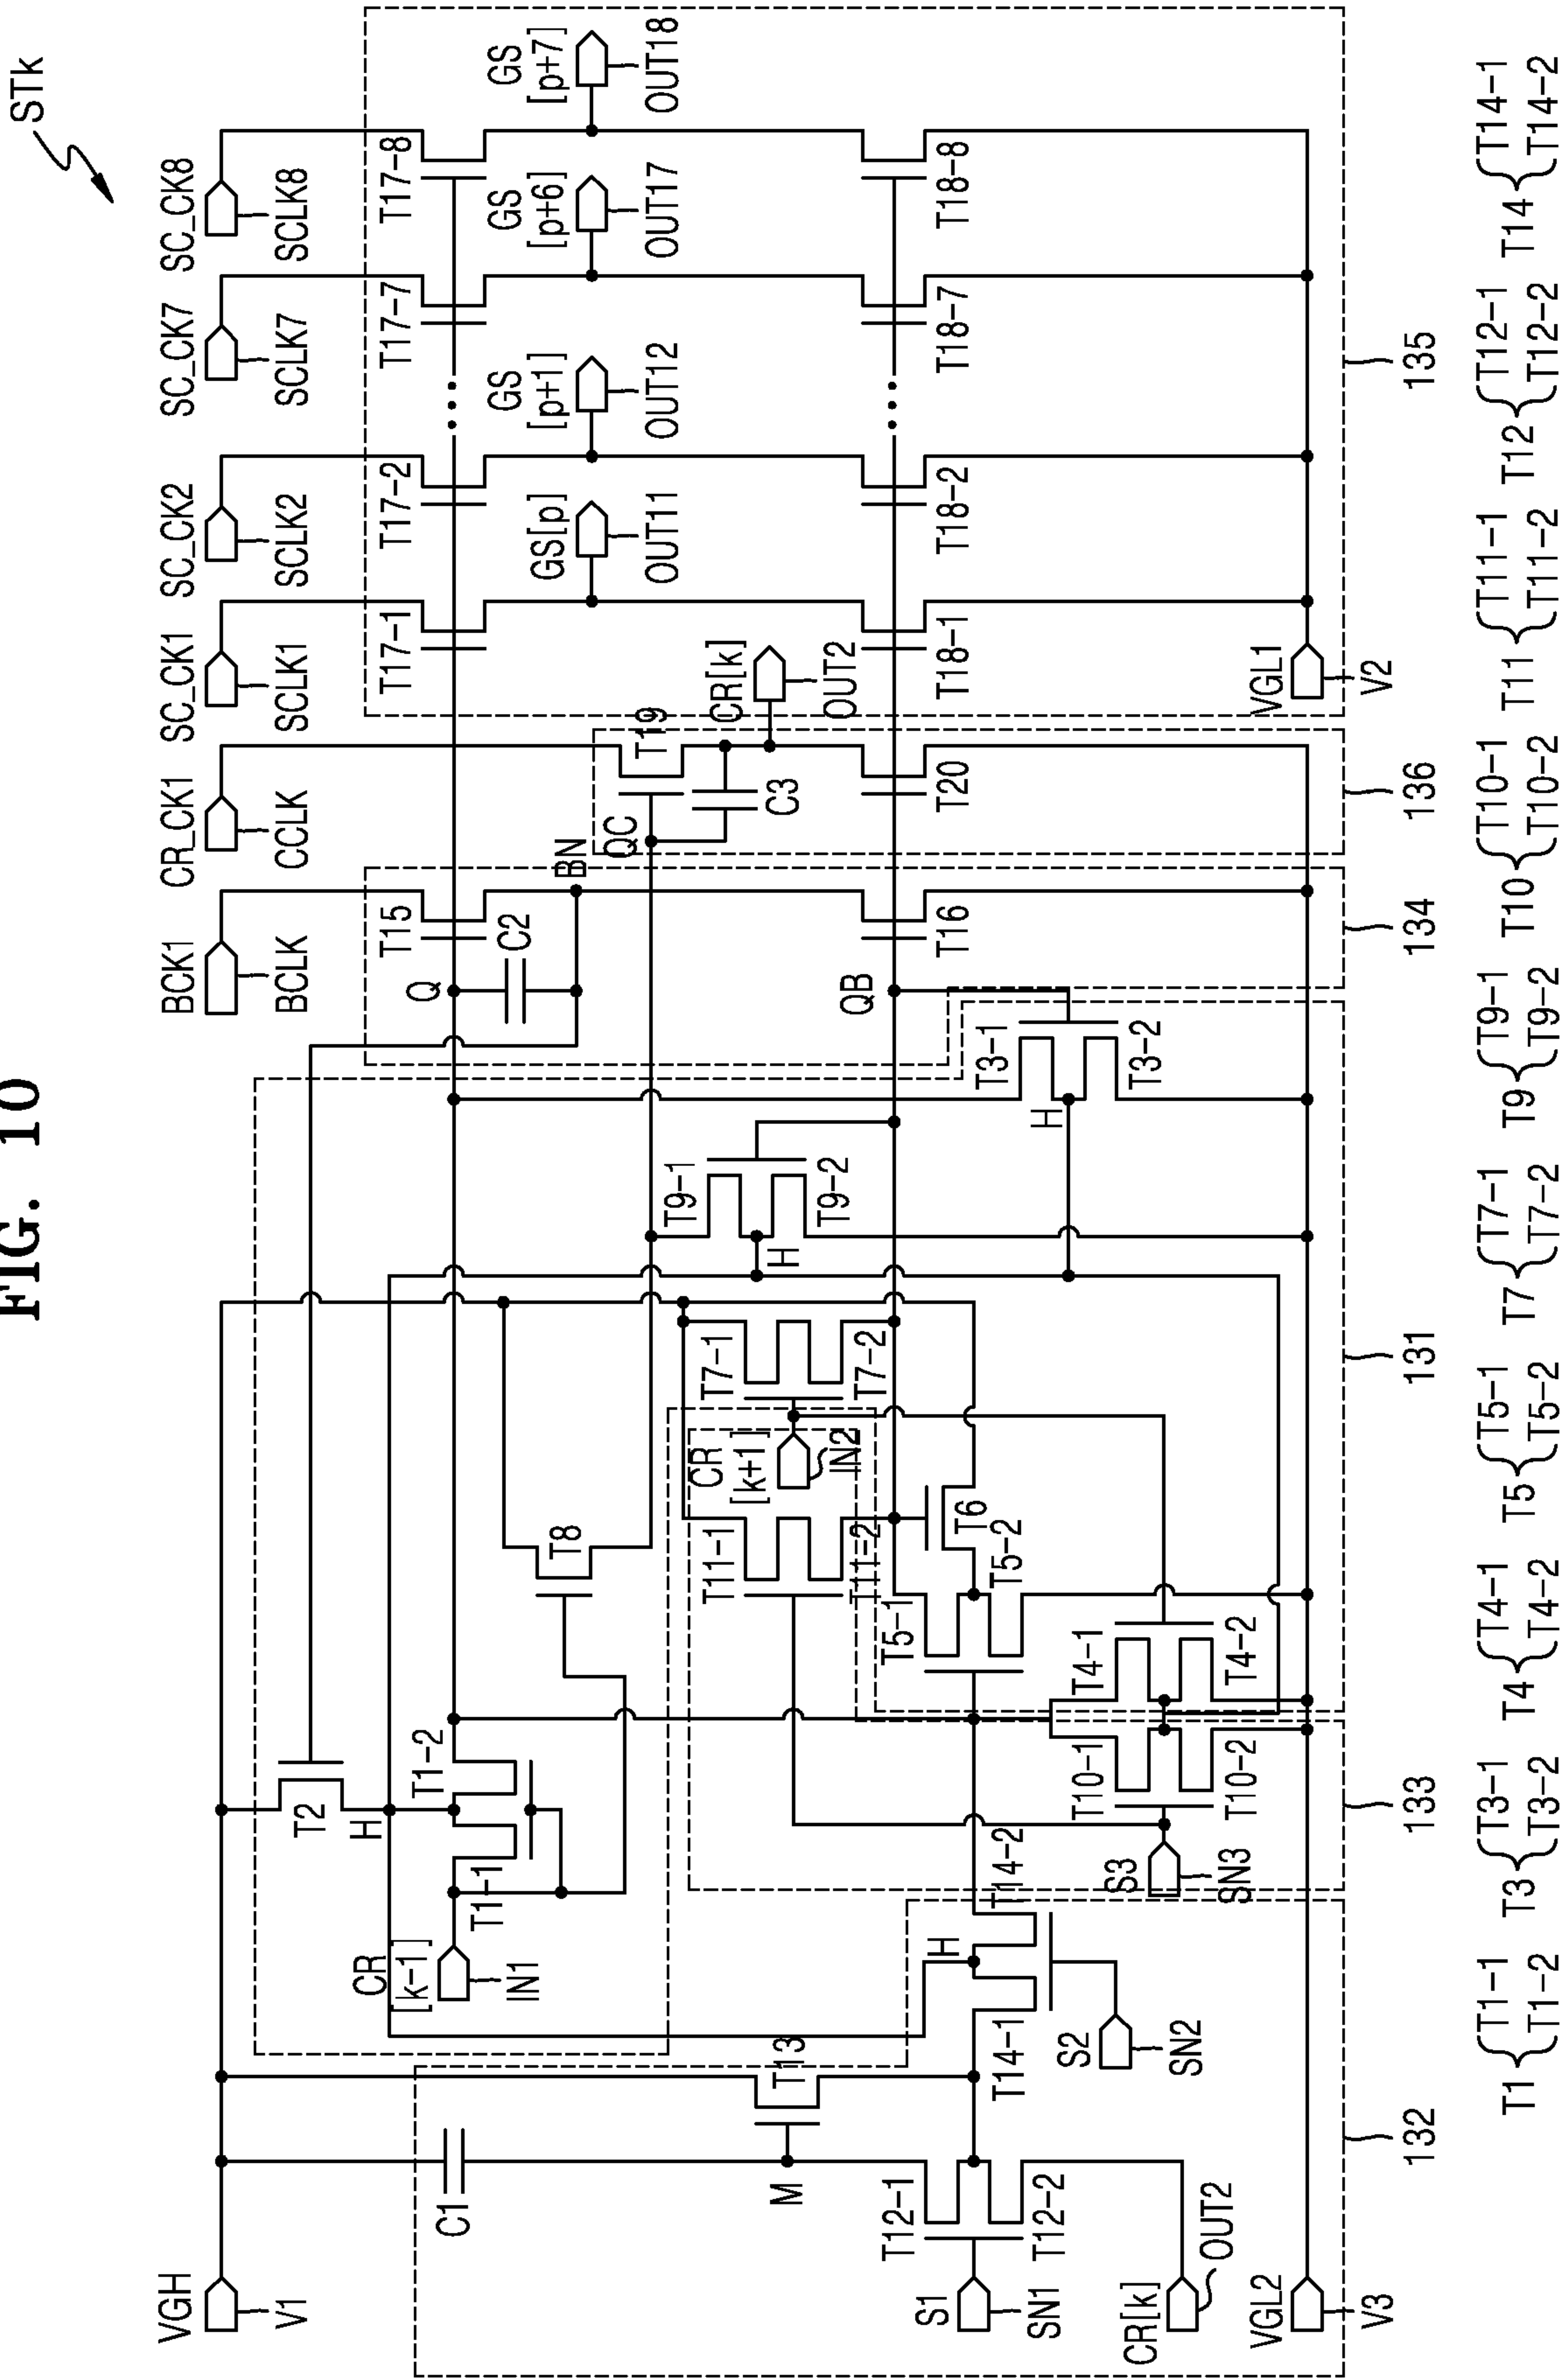 FIG. 10
STk
VGH
V1
BCK1
BCLK
CR_CK1
CCLK
SC_CK1
SCLK1
SC_CK2
SCLK2
SC_CK7
SCLK7
SC_CK8
SCLK8
C1
M
T13
T12-1
T12-2
S1
SN1
CR[k]
OUT2
VGL2
V3
T14-1
T14-2
H
S2
SN2
132
T2
H
T1-1
T1-2
CR
[k-1]
IN1
T8
T11-1
T11-2
CR
[k+1]
IN2
T7-1
T7-2
T6
T5-1
T5-2
T10-1
T10-2
T4-1
T4-2
S3
SN3
133
T9-1
T9-2
H
T3-1
T3-2
H
131
Q
C2
T15
BN
QB
T16
134
QC
T19
C3
CR[k]
OUT2
T20
136
T17-1
T17-2
T17-7
T17-8
GS[p]
OUT11
GS
[p+1]
OUT12
GS
[p+6]
OUT17
GS
[p+7]
OUT18
T18-1
T18-2
T18-7
T18-8
VGL1
V2
135
T1 { T1-1
T1-2
T3 { T3-1
T3-2
T4 { T4-1
T4-2
T5 { T5-1
T5-2
T7 { T7-1
T7-2
T9 { T9-1
T9-2
T10 { T10-1
T10-2
T11 { T11-1
T11-2
T12 { T12-1
T12-2
T14 { T14-1
T14-2